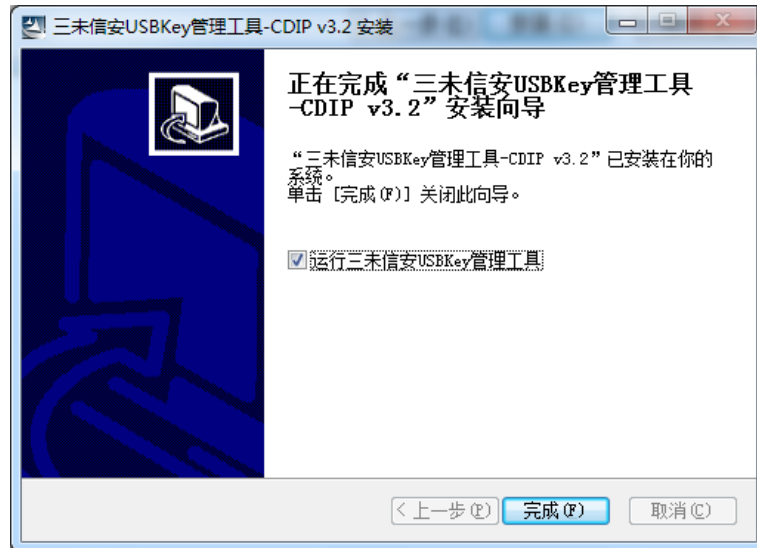 三未信安USBKey管理工具-CDIP v3.2 安装
正在完成“三未信安USBKey管理工具
-CDIP v3.2”安装向导
“三未信安USBKey管理工具-CDIP v3.2”已安装在你的
系统。
单击 [完成(F)] 关闭此向导。
运行三未信安USBKey管理工具
< 上一步(P)
完成(F)
取消(C)